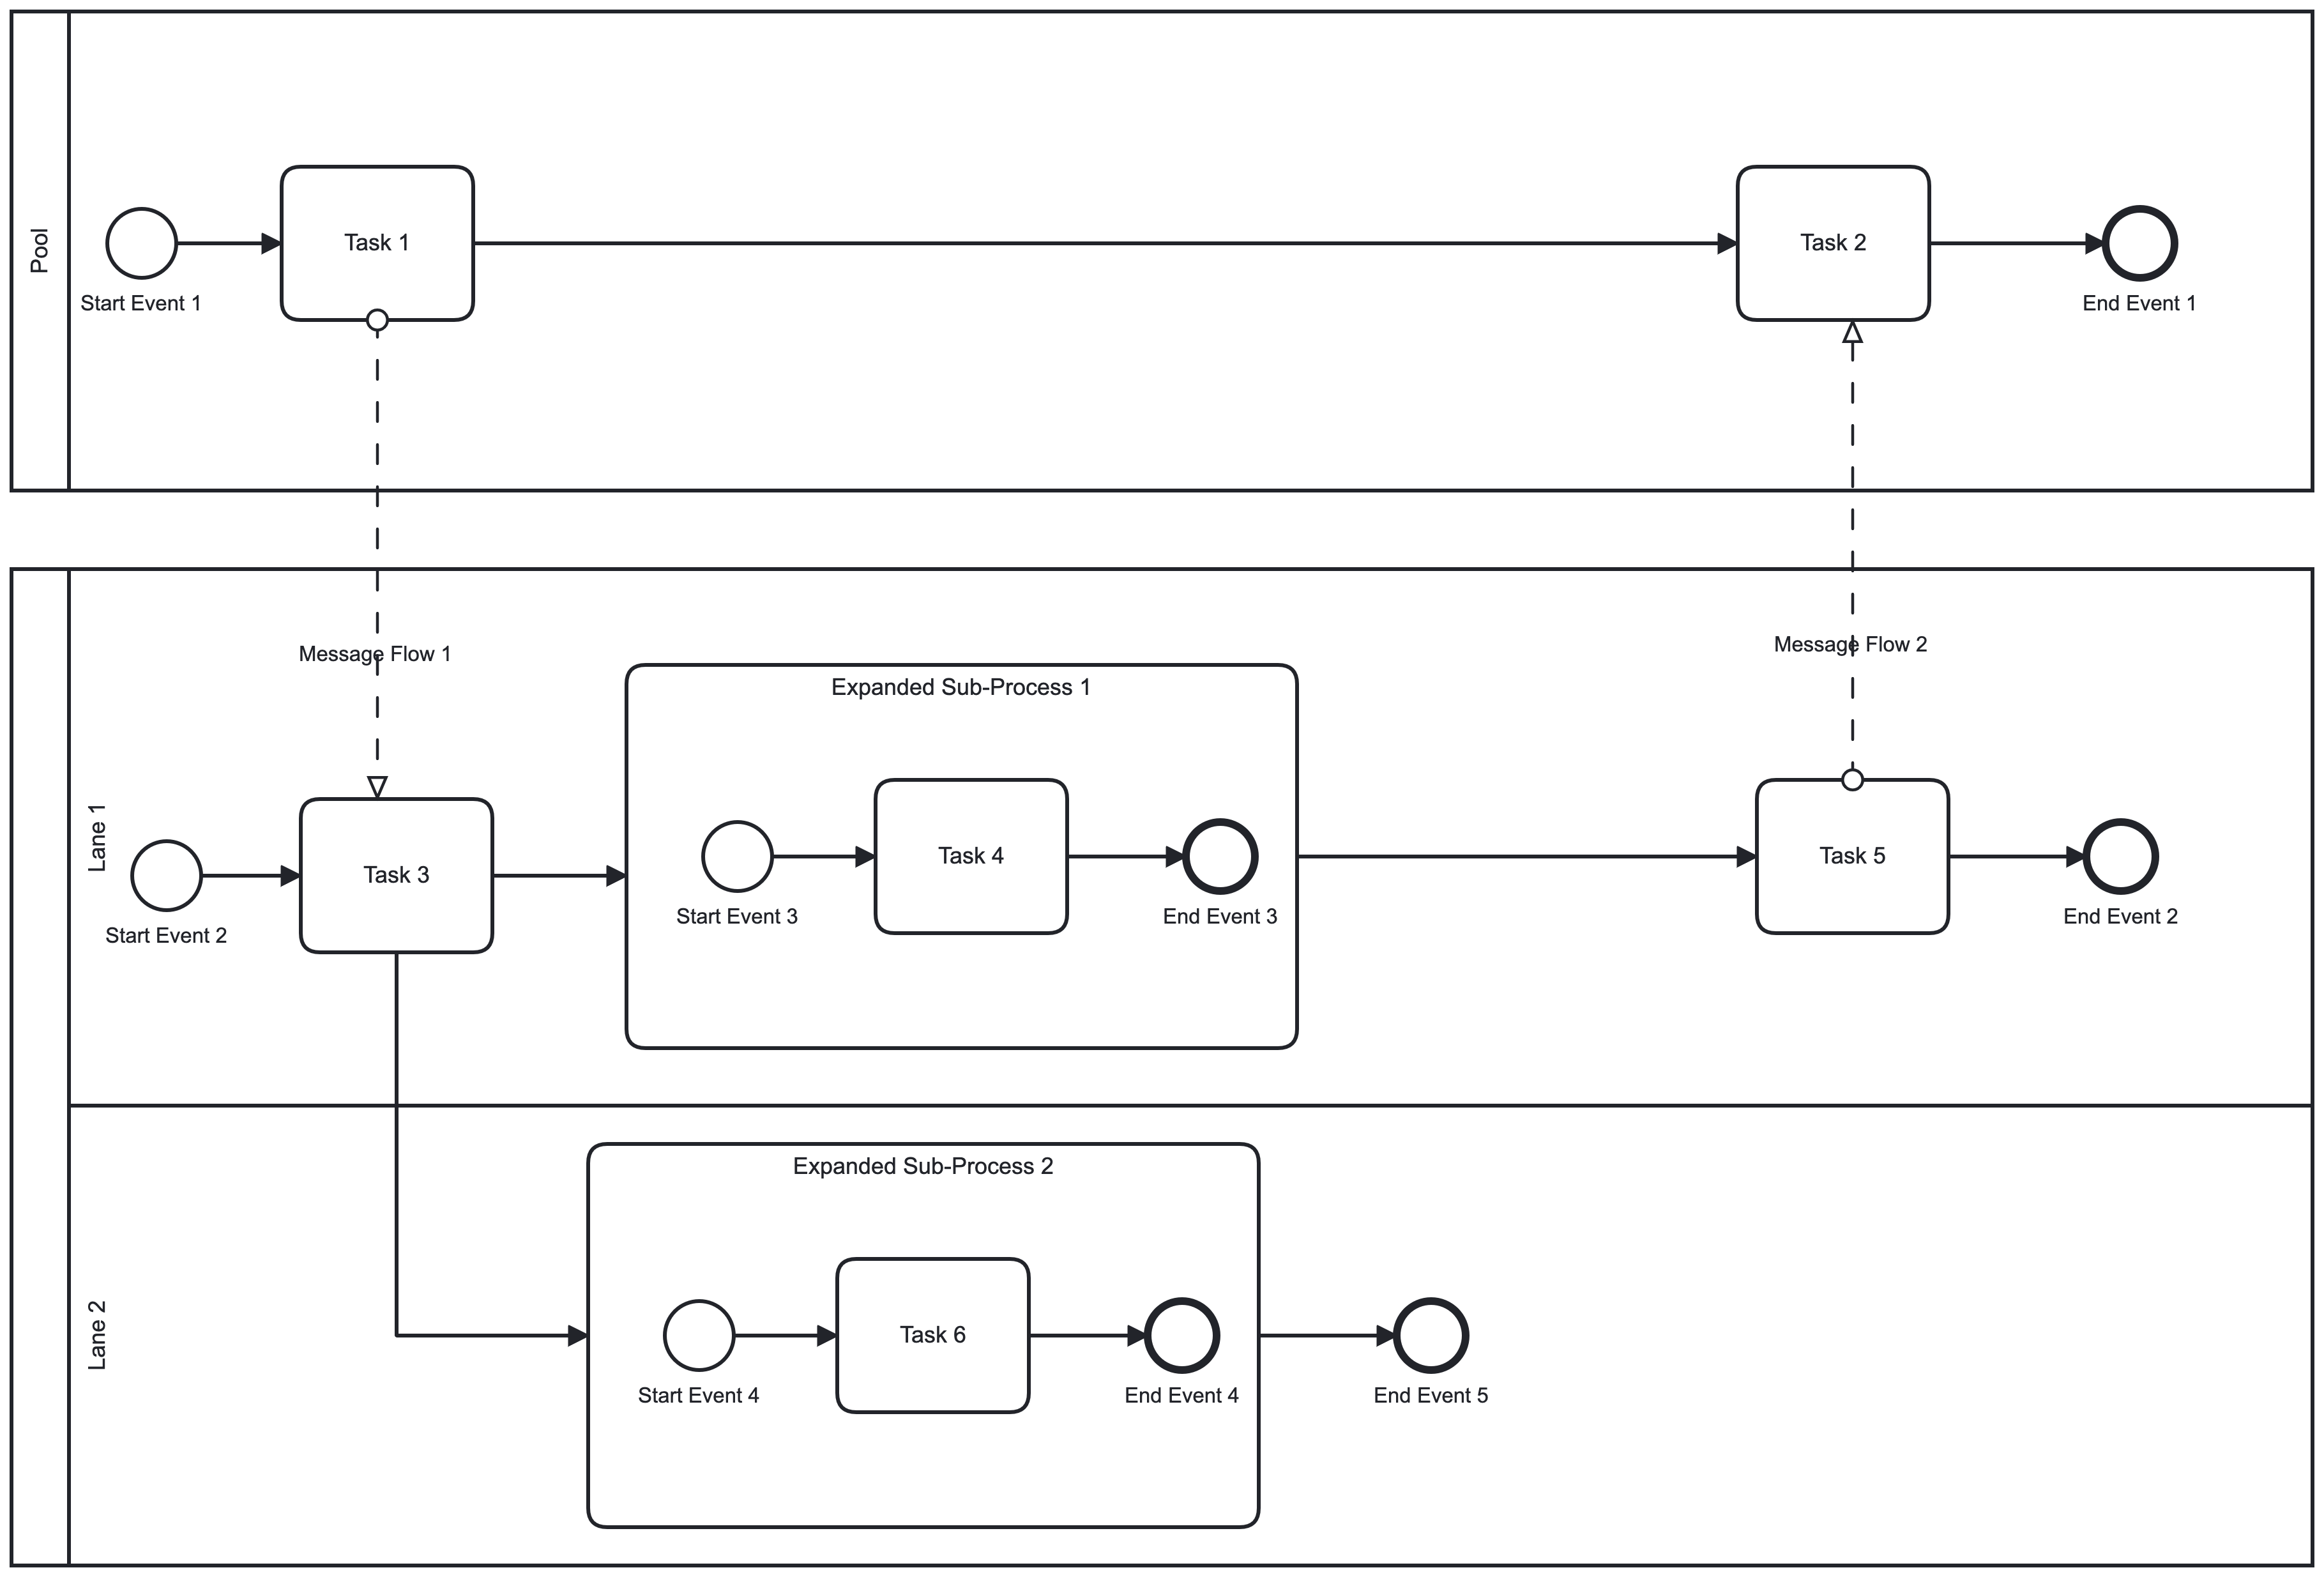 Pool
Task 1
Task 2
Start Event 1
End Event 1
Message Flow 1
Message Flow 2
Expanded Sub-Process 1
Lane 1
Task 3
Task 4
Task 5
Start Event 2
Start Event 3
End Event 3
End Event 2
Expanded Sub-Process 2
Lane 2
Task 6
Start Event 4
End Event 4
End Event 5